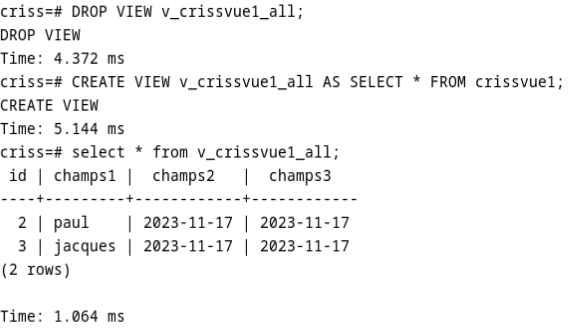 criss=# DROP VIEW v_crissvue1_all;
DROP VIEW
Time: 4.372 ms
criss=# CREATE VIEW v_crissvue1_all AS SELECT * FROM crissvue1;
CREATE VIEW
Time: 5.144 ms
criss=# select * from v_crissvue1_all;
 id | champs1 |  champs2   |  champs3
----+---------+------------+------------
  2 | paul    | 2023-11-17 | 2023-11-17
  3 | jacques | 2023-11-17 | 2023-11-17
(2 rows)

Time: 1.064 ms